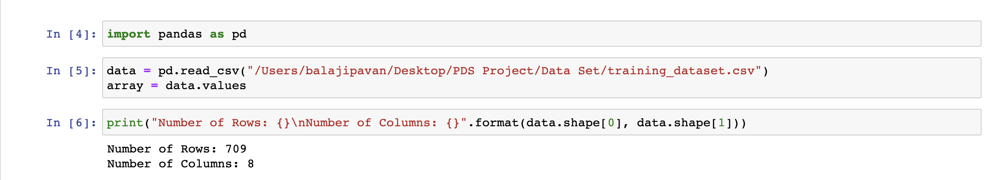 In [4]: import pandas as pd
In [5]: data = pd.read_csv("/Users/balajipavan/Desktop/PDS Project/Data Set/training_dataset.csv")
array = data.values
In [6]: print("Number of Rows: {}\nNumber of Columns: {}".format(data.shape[0], data.shape[1]))
Number of Rows: 709
Number of Columns: 8